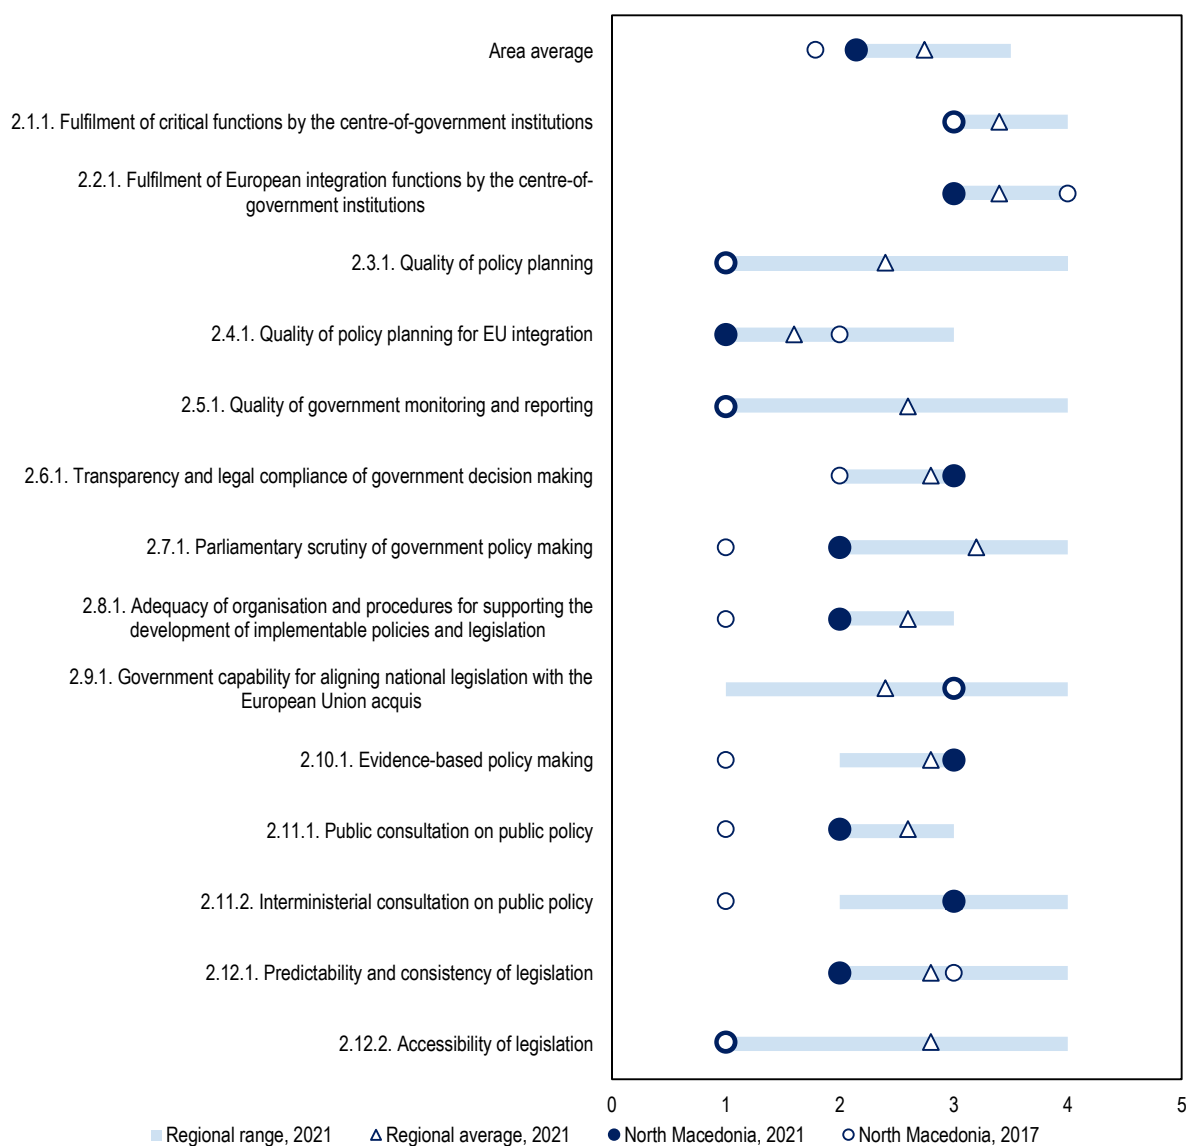 Area average
2.1.1. Fulfilment of critical functions by the centre-of-government institutions
2.2.1. Fulfilment of European integration functions by the centre-of-
government institutions
2.3.1. Quality of policy planning
2.4.1. Quality of policy planning for EU integration
2.5.1. Quality of government monitoring and reporting
2.6.1. Transparency and legal compliance of government decision making
2.7.1. Parliamentary scrutiny of government policy making
2.8.1. Adequacy of organisation and procedures for supporting the
development of implementable policies and legislation
2.9.1. Government capability for aligning national legislation with the
European Union acquis
2.10.1. Evidence-based policy making
2.11.1. Public consultation on public policy
2.11.2. Interministerial consultation on public policy
2.12.1. Predictability and consistency of legislation
2.12.2. Accessibility of legislation
0 1 2 3 4 5
Regional range, 2021 Regional average, 2021 North Macedonia, 2021 North Macedonia, 2017